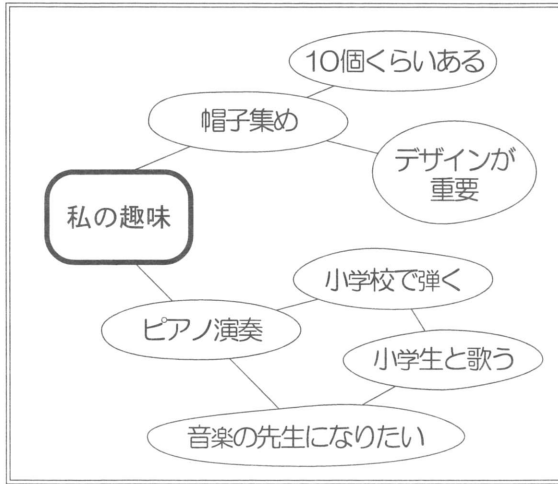 10個くらいある
帽子集め
デザインが
重要
私の趣味
小学校で弾く
ピアノ演奏
小学生と歌う
音楽の先生になりたい